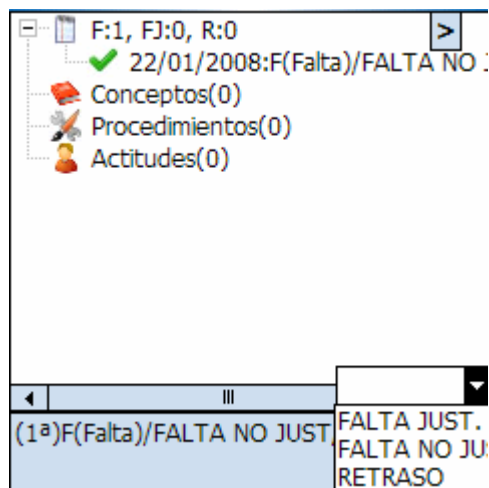 F:1, FJ:0, R:0
>
22/01/2008:F(Falta)/FALTA NO
Conceptos(0)
Procedimientos(0)
Actitudes(0)
(1ª)F(Falta)/FALTA NO JUST
FALTA JUST.
FALTA NO JUS
RETRASO